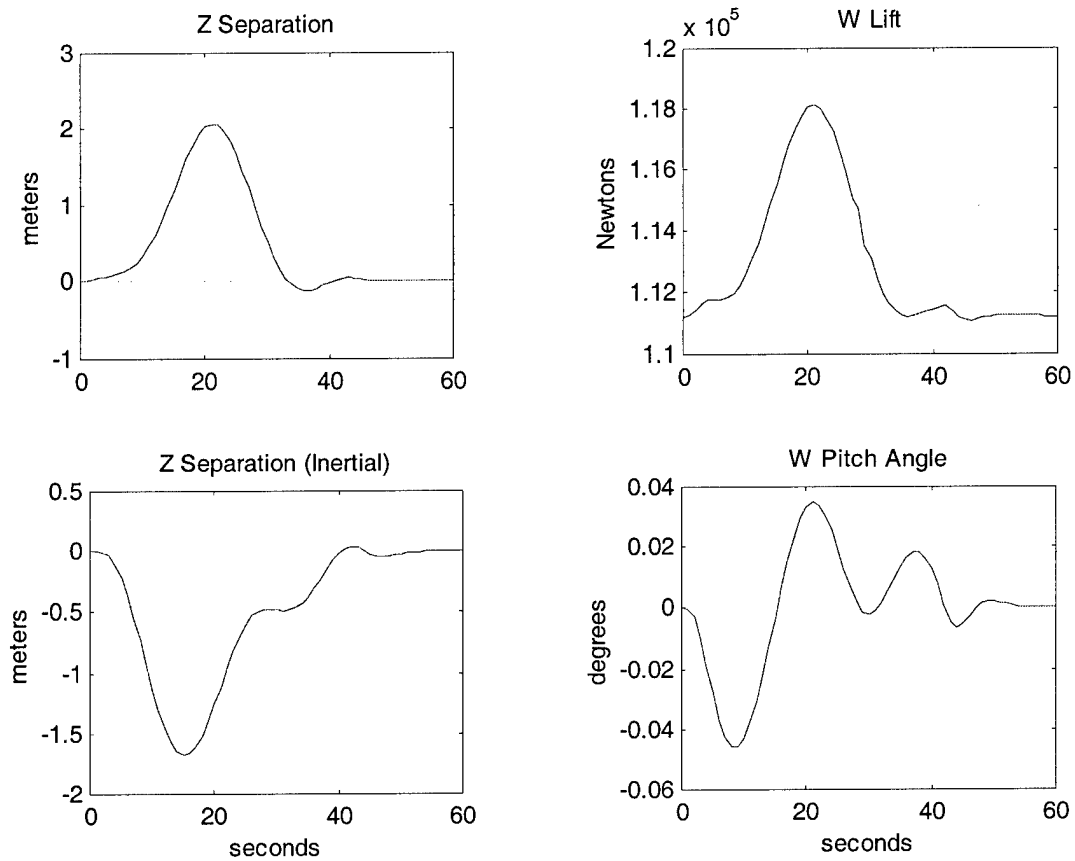 Z Separation
3
2
1
0
-1
meters
0 20 40 60
W Lift
x 10^5
1.2
1.18
1.16
1.14
1.12
1.1
Newtons
0 20 40 60
Z Separation (Inertial)
0.5
0
-0.5
-1
-1.5
-2
meters
0 20 40 60
seconds
W Pitch Angle
0.04
0.02
0
-0.02
-0.04
-0.06
degrees
0 20 40 60
seconds